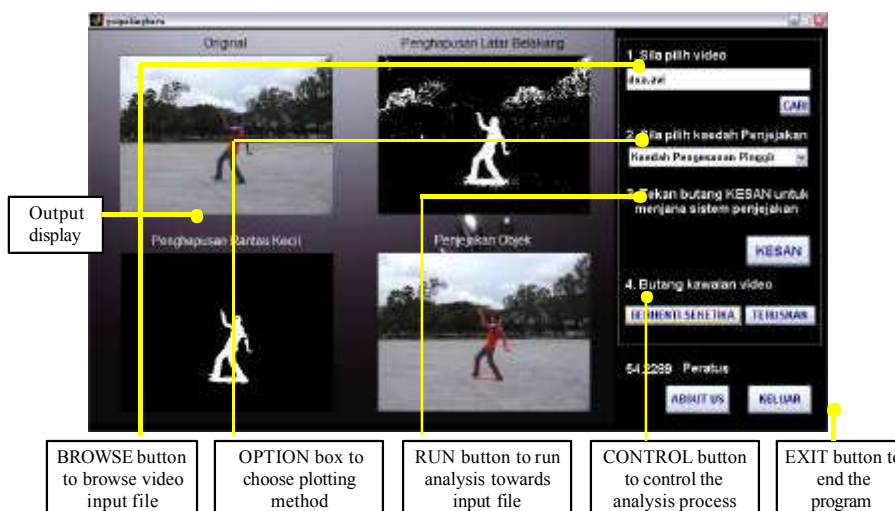 Original
Penghapusan Latar Belakang
1. Sila pilih video
dua.avi
CARI
2. Sila pilih kaedah Penjejakan
Kaedah Pengesanan Pinggir
3. Tekan butang KESAN untuk
menjana sistem penjejakan
KESAN
Penghapusan Rantau Kecil
Penjejakan Objek
4. Butang kawalan video
BERHENTI SEKETIKA
TERUSKAN
54.2289 Peratus
ABOUT US
KELUAR
Output
display
BROWSE button
to browse video
input file
OPTION box to
choose plotting
method
RUN button to run
analysis towards
input file
CONTROL button
to control the
analysis process
EXIT button to
end the
program